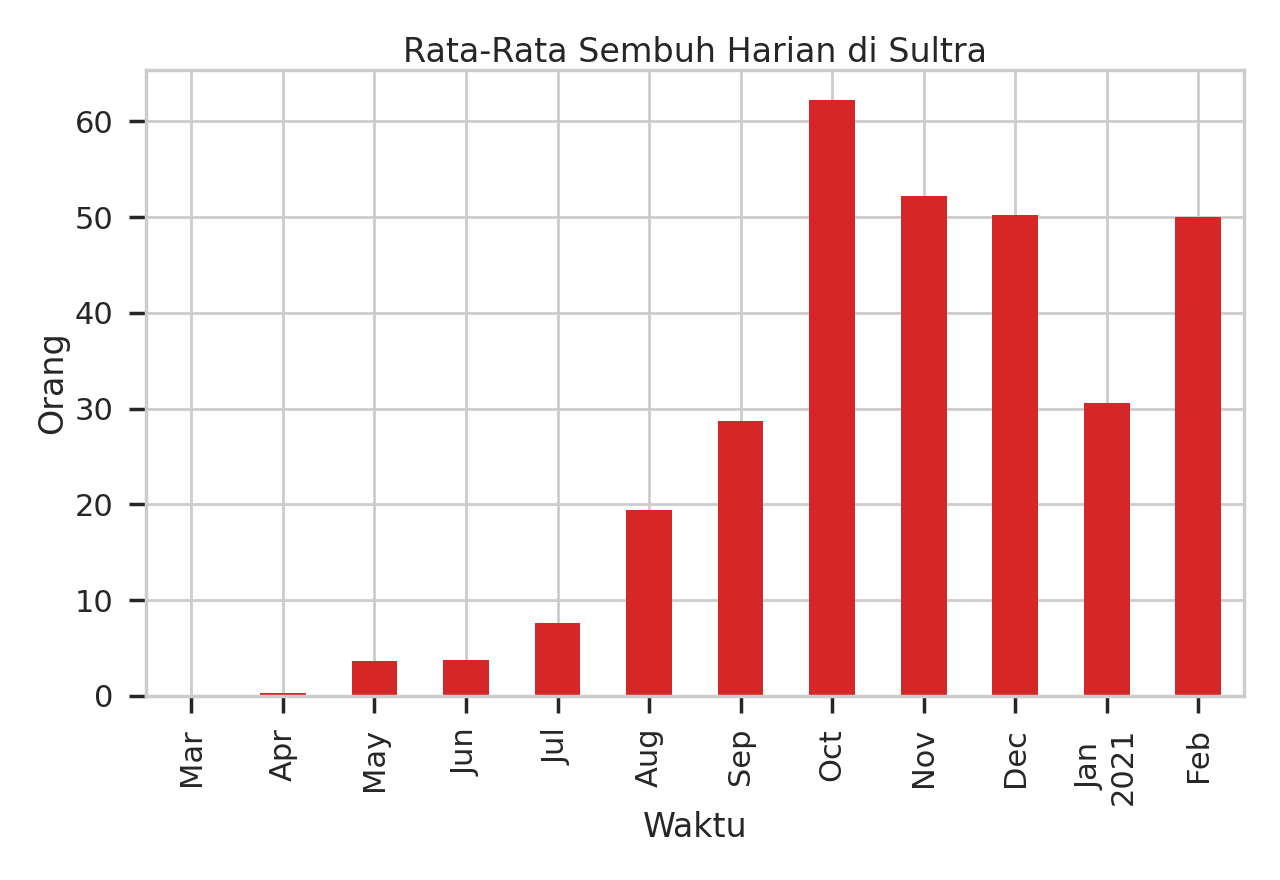 Rata-Rata Sembuh Harian di Sultra
Orang
60
50
40
30
20
10
0
Mar
Apr
May
Jun
Jul
Aug
Sep
Oct
Nov
Dec
Jan
2021
Feb
Waktu